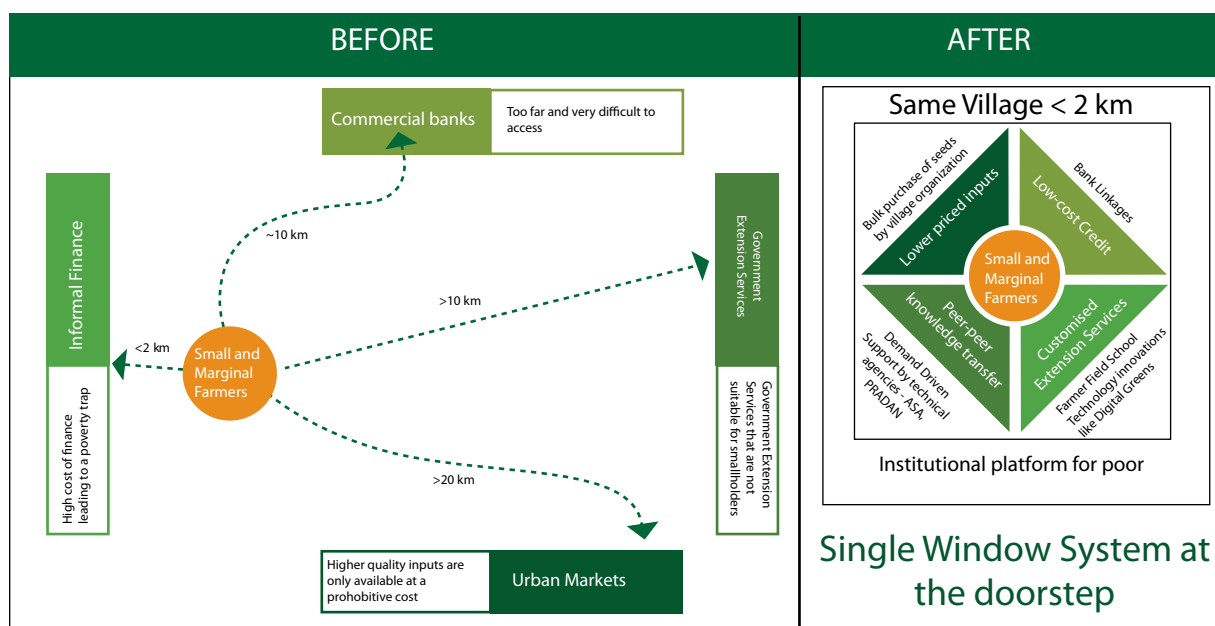 BEFORE
AFTER
Commercial banks
Too far and very difficult to
access
Informal Finance
High cost of finance
leading to a poverty trap
~10 km
<2 km
>10 km
>20 km
Small and
Marginal
Farmers
Government
Extension Services
Government Extension
Services that are not
suitable for smallholders
Higher quality inputs are
only available at a
prohobitive cost
Urban Markets
Same Village < 2 km
Bulk purchase of seeds
by village organization
Lower priced inputs
Bank Linkages
Low-cost Credit
Small and
Marginal
Farmers
Peer-peer
knowledge transfer
Demand Driven
Support by technical
agencies - ASA,
PRADAN
Customised
Extension Services
Farmer Field School
Technology innovations
like Digital Greens
Institutional platform for poor
Single Window System at
the doorstep